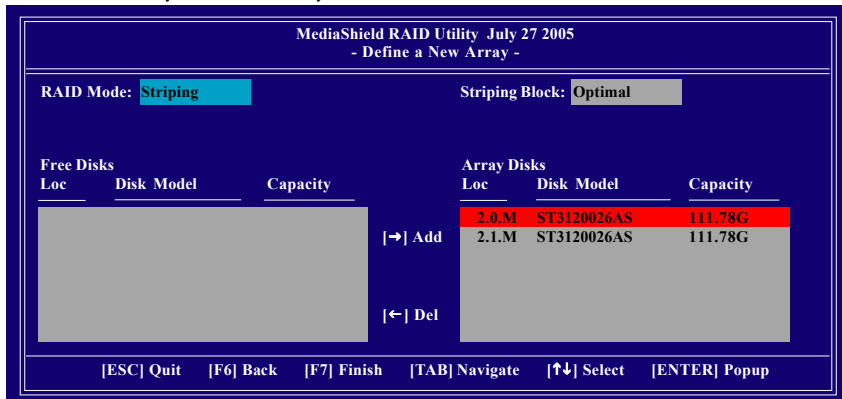 MediaShield RAID Utility July 27 2005
- Define a New Array -
RAID Mode: Striping
Striping Block: Optimal
Free Disks
Loc Disk Model Capacity
Array Disks
Loc Disk Model Capacity
2.0.M ST3120026AS 111.78G
2.1.M ST3120026AS 111.78G
[→] Add
[←] Del
[ESC] Quit [F6] Back [F7] Finish [TAB] Navigate [↑↓] Select [ENTER] Popup